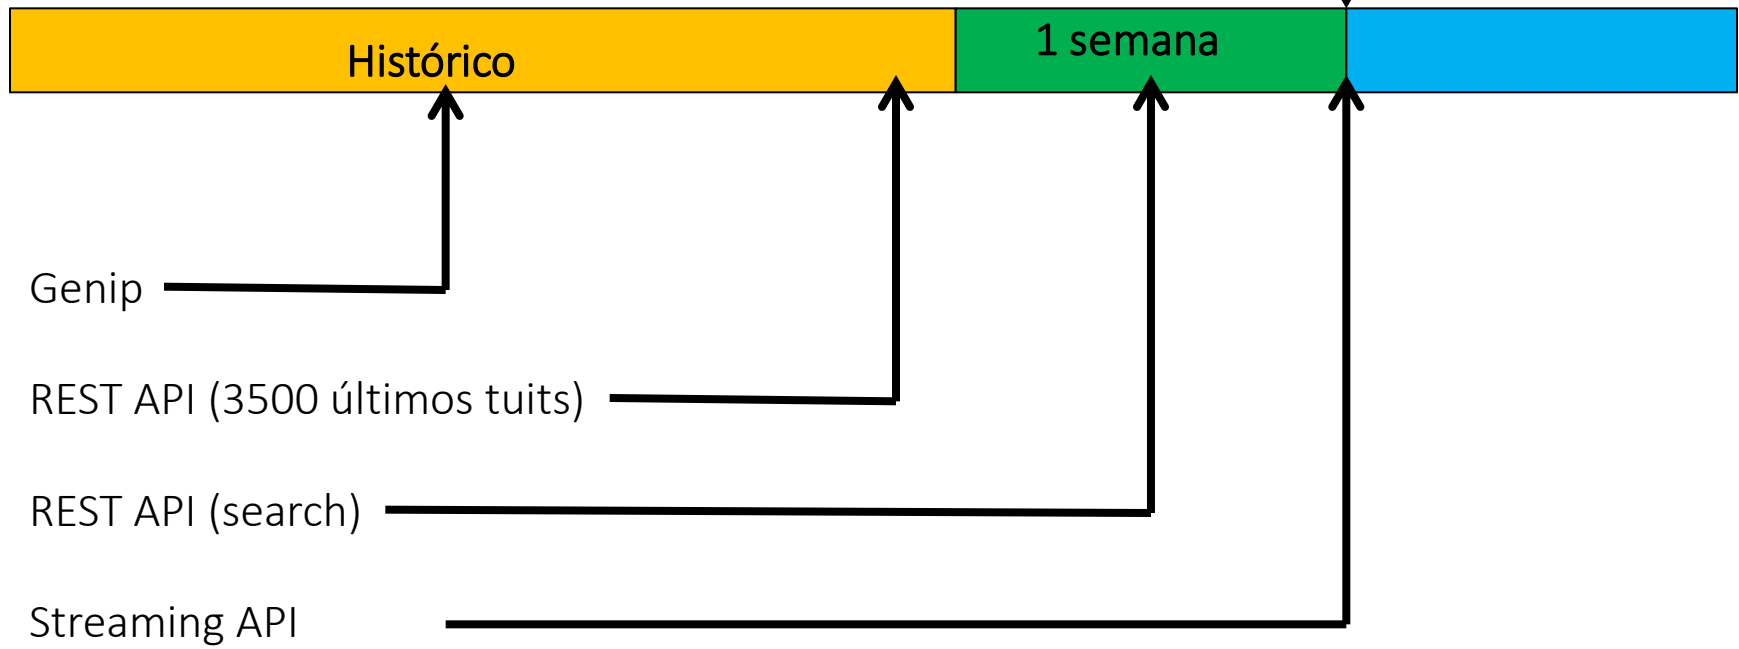 Histórico
1 semana
Genip
REST API (3500 últimos tuits)
REST API (search)
Streaming API